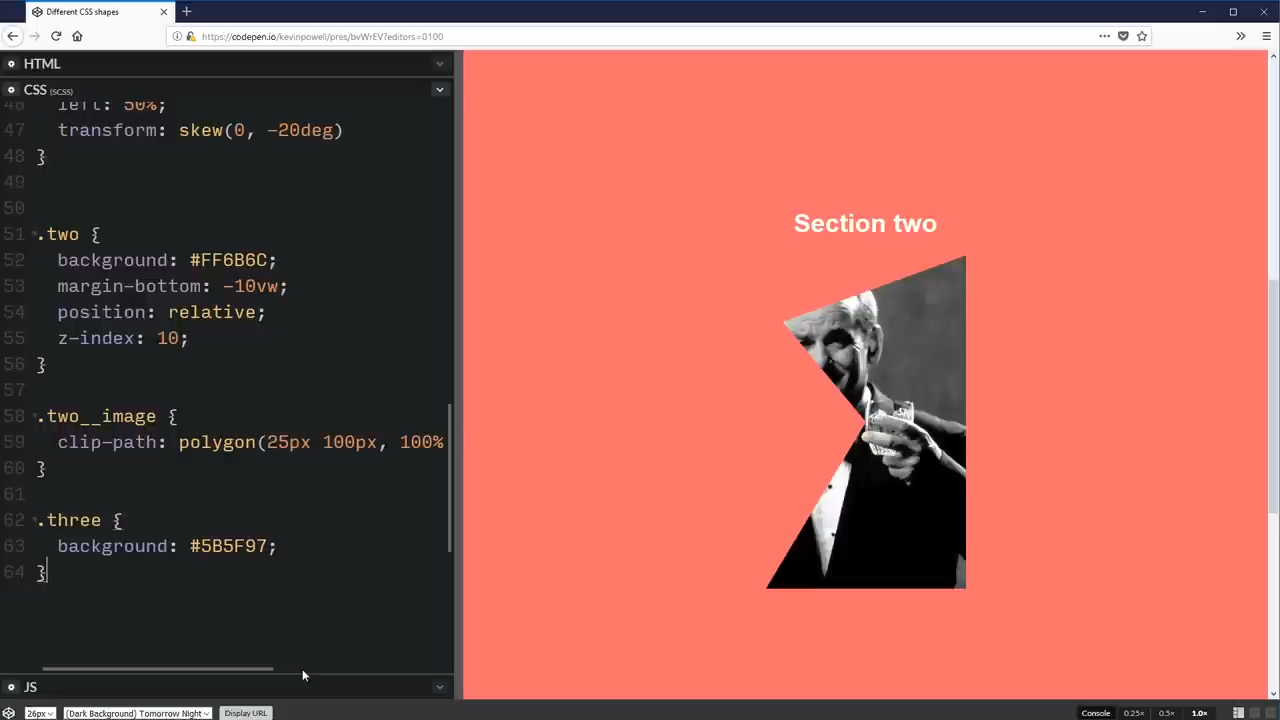 Different CSS shapes
https://codepen.io/kevinpowell/pres/bvWrEV?editors=0100
HTML
CSS (SCSS)
46 left: 50%;
47 transform: skew(0, -20deg)
48 }
49
50
51 .two {
52 background: #FF6B6C;
53 margin-bottom: -10vw;
54 position: relative;
55 z-index: 10;
56 }
57
58 .two__image {
59 clip-path: polygon(25px 100px, 100%
60 }
61
62 .three {
63 background: #5B5F97;
64 }
Section two
JS
26px (Dark Background) Tomorrow Night Display URL
Console 0.25× 0.5× 1.0×